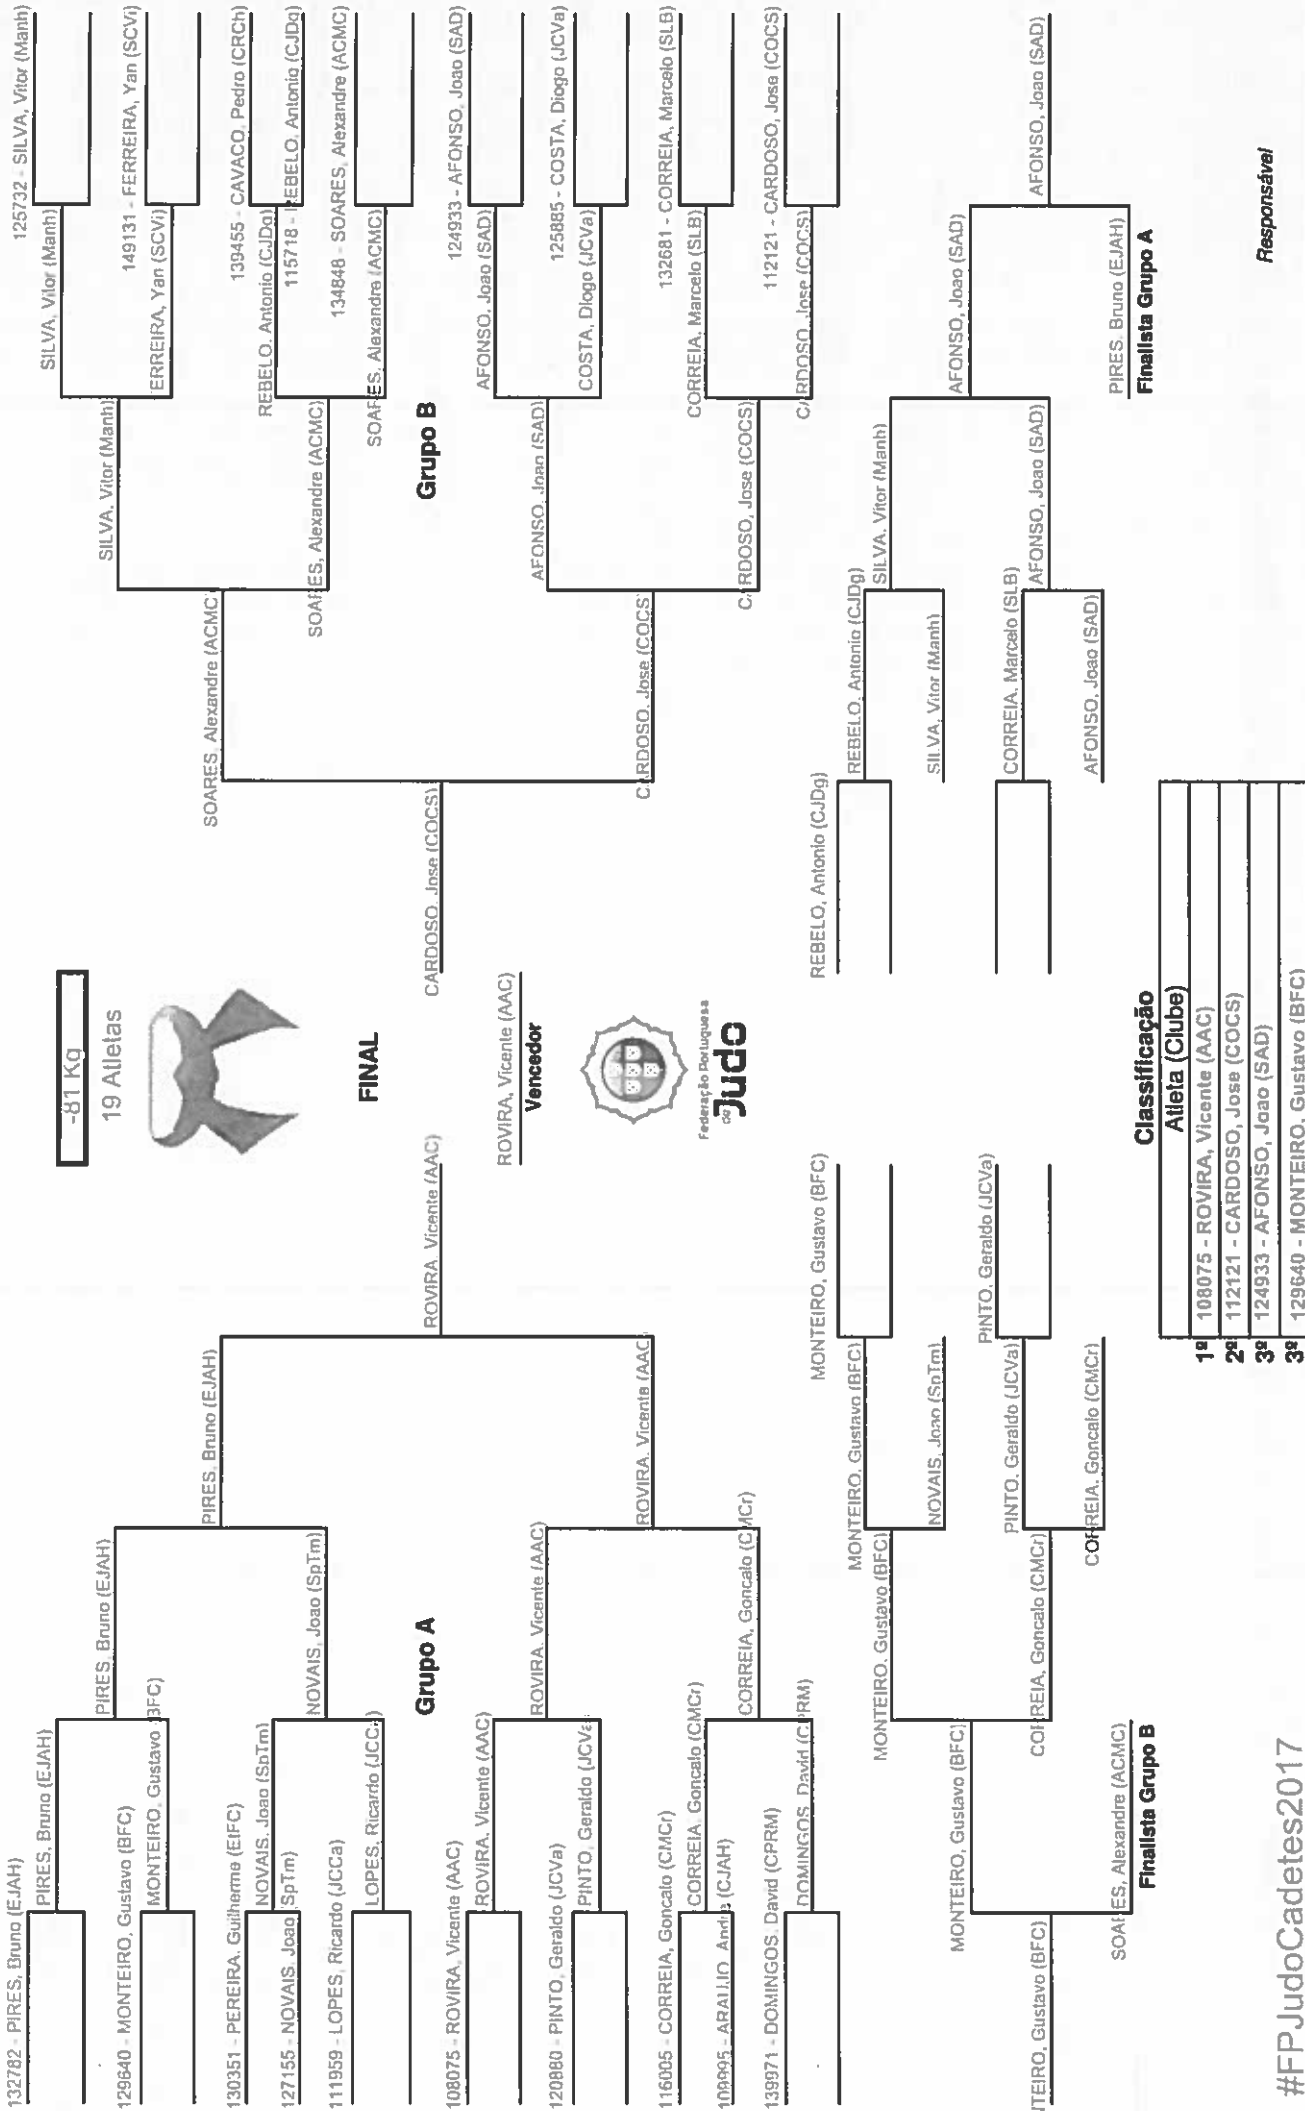 -81 Kg
19 Atletas
132782 - PIRES, Bruno (EJAH)
PIRES, Bruno (EJAH)
PIRES, Bruno (EJAH)
129640 - MONTEIRO, Gustavo (BFC)
MONTEIRO, Gustavo (BFC)
PIRES, Bruno (EJAH)
130351 - PEREIRA, Guilherme (EIFC)
NOVAIS, Joao (SpTm)
127155 - NOVAIS, Joao (SpTm)
NOVAIS, Joao (SpTm)
111959 - LOPES, Ricardo (JCCa)
LOPES, Ricardo (JCCa)
Grupo A
ROVIRA, Vicente (AAC)
108075 - ROVIRA, Vicente (AAC)
ROVIRA, Vicente (AAC)
ROVIRA, Vicente (AAC)
120880 - PINTO, Geraldo (JCVa)
PINTO, Geraldo (JCVa)
ROVIRA, Vicente (AAC)
116005 - CORREIA, Goncalo (CMCr)
CORREIA, Goncalo (CMCr)
109995 - ARAUJO, Andre (CJAH)
CORREIA, Goncalo (CMCr)
139971 - DOMINGOS, David (CPRM)
DOMINGOS, David (CPRM)
FINAL
ROVIRA, Vicente (AAC)
Vencedor
Federação Portuguesa
de Judo
125732 - SILVA, Vitor (Manh)
SILVA, Vitor (Manh)
SILVA, Vitor (Manh)
149131 - FERREIRA, Yan (SCVi)
ERREIRA, Yan (SCVi)
SOARES, Alexandre (ACMC)
139455 - CAVACO, Pedro (CRCh)
REBELO, Antonio (CJDg)
115718 - REBELO, Antonio (CJDg)
SOARES, Alexandre (ACMC)
134848 - SOARES, Alexandre (ACMC)
SOARES, Alexandre (ACMC)
Grupo B
CARDOSO, Jose (COCS)
124933 - AFONSO, Joao (SAD)
AFONSO, Joao (SAD)
AFONSO, Joao (SAD)
125885 - COSTA, Diogo (JCVa)
COSTA, Diogo (JCVa)
CARDOSO, Jose (COCS)
132681 - CORREIA, Marcelo (SLB)
CORREIA, Marcelo (SLB)
CARDOSO, Jose (COCS)
112121 - CARDOSO, Jose (COCS)
CARDOSO, Jose (COCS)
MONTEIRO, Gustavo (BFC)
MONTEIRO, Gustavo (BFC)
MONTEIRO, Gustavo (BFC)
NOVAIS, Joao (SpTm)
MONTEIRO, Gustavo (BFC)
PINTO, Geraldo (JCVa)
PINTO, Geraldo (JCVa)
CORREIA, Goncalo (CMCr)
CORREIA, Goncalo (CMCr)
NTEIRO, Gustavo (BFC)
SOARES, Alexandre (ACMC)
Finalista Grupo B
REBELO, Antonio (CJDg)
REBELO, Antonio (CJDg)
SILVA, Vitor (Manh)
SILVA, Vitor (Manh)
AFONSO, Joao (SAD)
CORREIA, Marcelo (SLB)
AFONSO, Joao (SAD)
AFONSO, Joao (SAD)
AFONSO, Joao (SAD)
PIRES, Bruno (EJAH)
Finalista Grupo A
Classificação
Atleta (Clube)
1º 108075 - ROVIRA, Vicente (AAC)
2º 112121 - CARDOSO, Jose (COCS)
3º 124933 - AFONSO, Joao (SAD)
3º 129640 - MONTEIRO, Gustavo (BFC)
Responsável
#FPJudoCadetes2017